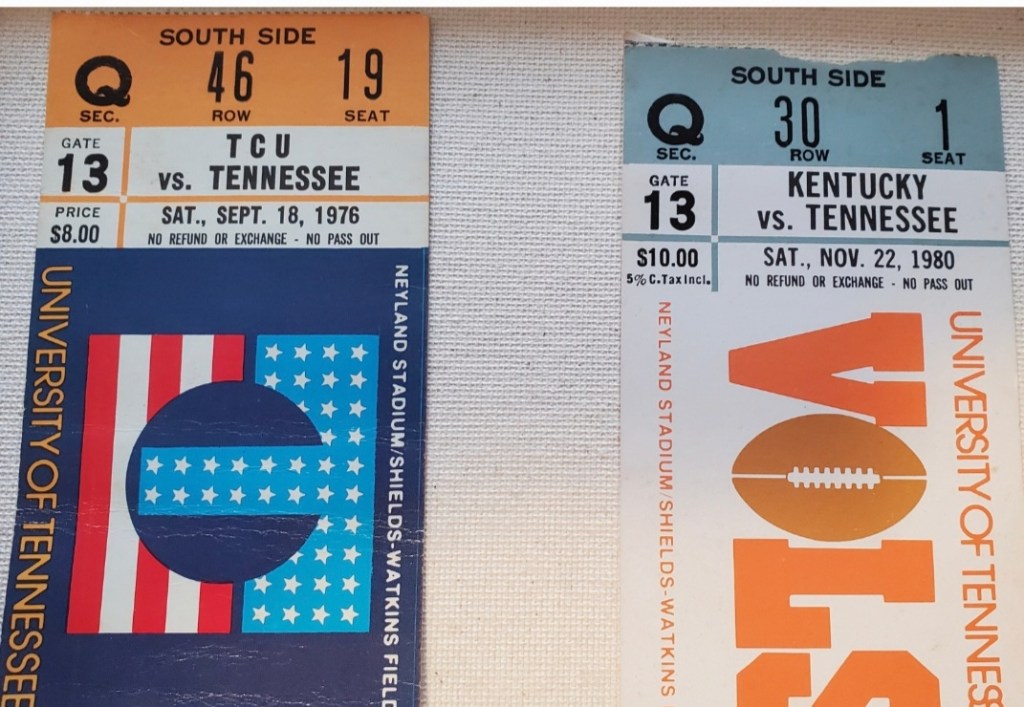 SOUTH SIDE
Q 46 19
SEC. ROW SEAT
GATE
13
TCU
vs. TENNESSEE
PRICE
$8.00
SAT., SEPT. 18, 1976
NO REFUND OR EXCHANGE - NO PASS OUT
UNIVERSITY OF TENNESSEE
NEYLAND STADIUM/SHIELDS-WATKINS FIELD
SOUTH SIDE
Q 30 1
SEC. ROW SEAT
GATE
13
KENTUCKY
vs. TENNESSEE
$10.00
5% C. Tax Incl.
SAT., NOV. 22, 1980
NO REFUND OR EXCHANGE - NO PASS OUT
NEYLAND STADIUM/SHIELDS-WATKINS
VOLS
UNIVERSITY OF TENNESS